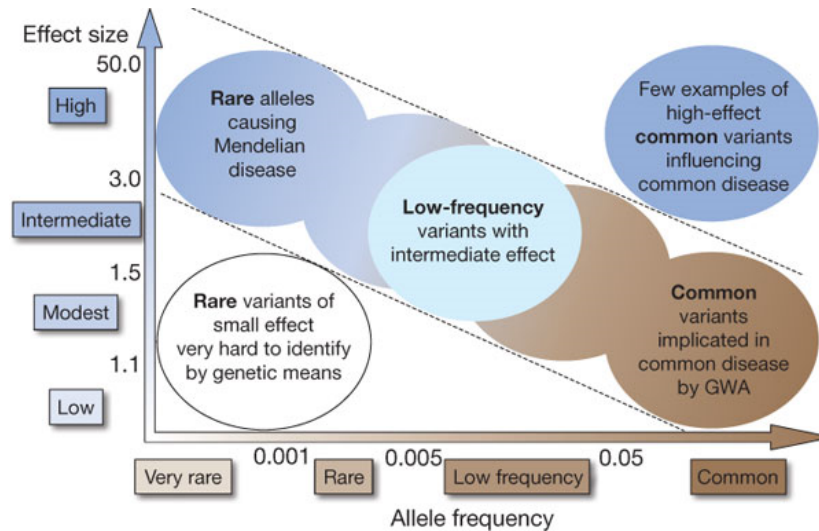 Effect size
50.0
High
3.0
Intermediate
1.5
Modest
1.1
Low
Rare alleles
causing
Mendelian
disease
Few examples of
high-effect
common variants
influencing
common disease
Low-frequency
variants with
intermediate effect
Rare variants of
small effect
very hard to identify
by genetic means
Common
variants
implicated in
common disease
by GWA
0.001
0.005
0.05
Very rare
Rare
Low frequency
Common
Allele frequency